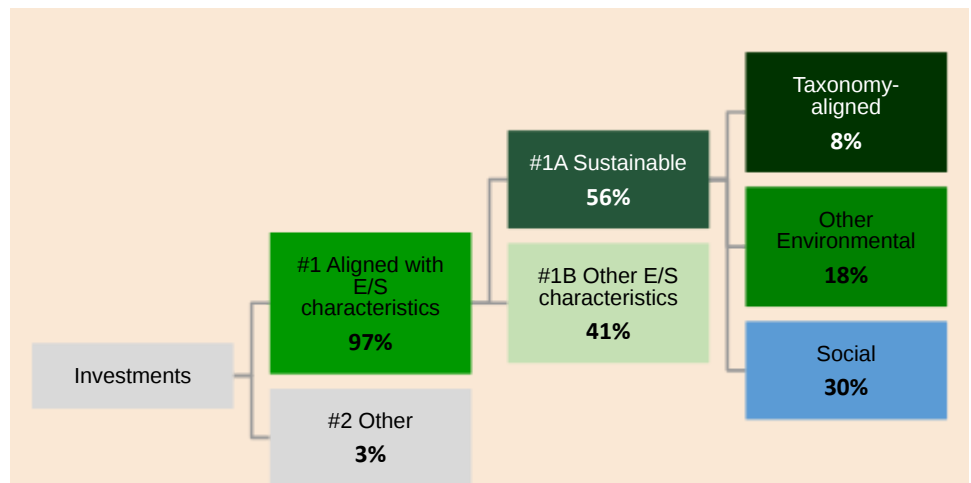 Investments
#1 Aligned with
E/S
characteristics
97%
#2 Other
3%
#1A Sustainable
56%
#1B Other E/S
characteristics
41%
Taxonomy-
aligned
8%
Other
Environmental
18%
Social
30%